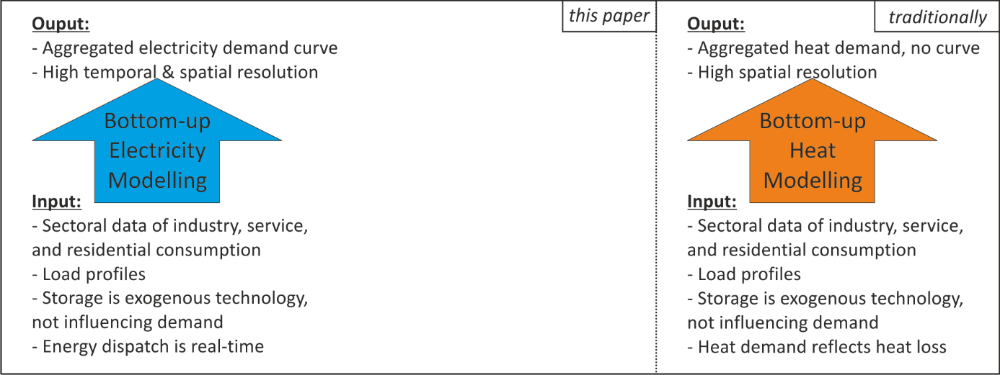 this paper
Ouput:
- Aggregated electricity demand curve
- High temporal & spatial resolution
Bottom-up
Electricity
Modelling
Input:
- Sectoral data of industry, service,
and residential consumption
- Load profiles
- Storage is exogenous technology,
not influencing demand
- Energy dispatch is real-time
traditionally
Ouput:
- Aggregated heat demand, no curve
- High spatial resolution
Bottom-up
Heat
Modelling
Input:
- Sectoral data of industry, service,
and residential consumption
- Load profiles
- Storage is exogenous technology,
not influencing demand
- Heat demand reflects heat loss